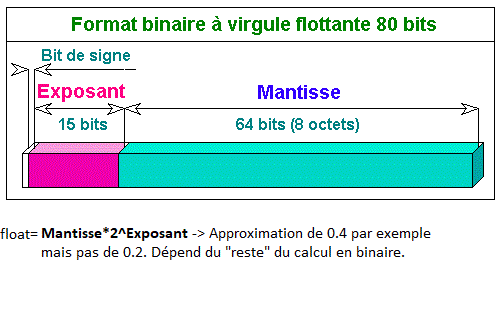 Format binaire à virgule flottante 80 bits
Bit de signe
Exposant
Mantisse
15 bits
64 bits (8 octets)
float= Mantisse*2^Exposant -> Approximation de 0.4 par exemple
mais pas de 0.2. Dépend du "reste" du calcul en binaire.